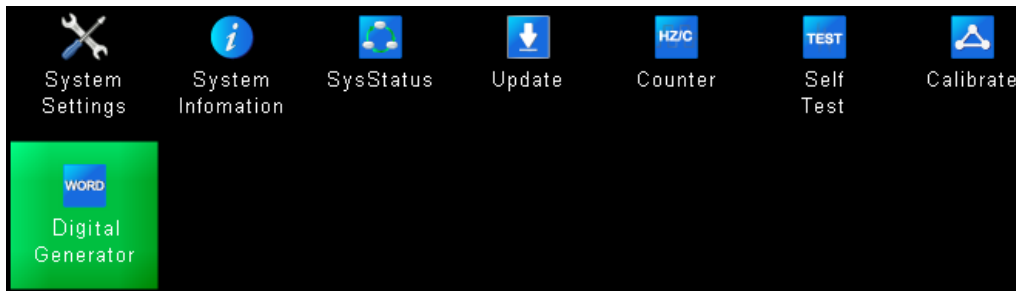 HZ/C
TEST
System
Settings
System
Infomation
SysStatus
Update
Counter
Self
Test
Calibrate
WORD
Digital
Generator